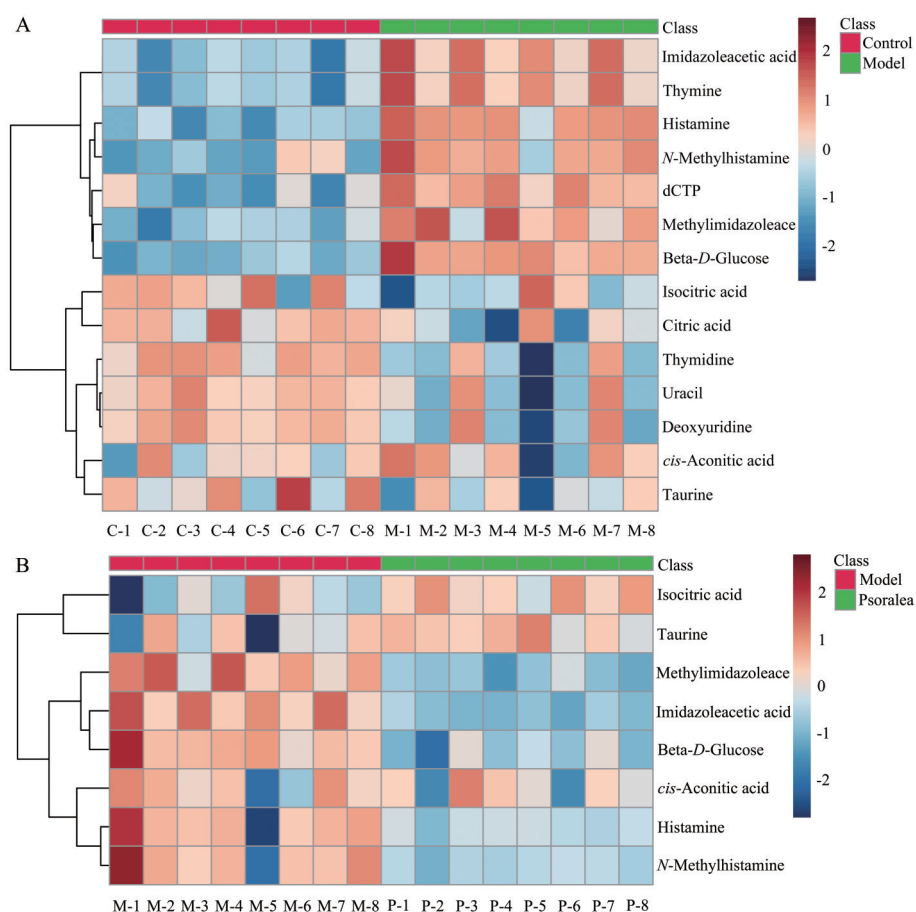 A
Class
Imidazoleacetic acid
Thymine
Histamine
N-Methylhistamine
dCTP
Methylimidazoleace
Beta-D-Glucose
Isocitric acid
Citric acid
Thymidine
Uracil
Deoxyuridine
cis-Aconitic acid
Taurine
C-1 C-2 C-3 C-4 C-5 C-6 C-7 C-8 M-1 M-2 M-3 M-4 M-5 M-6 M-7 M-8
2
1
0
-1
-2
Class
Control
Model
B
Class
Isocitric acid
Taurine
Methylimidazoleace
Imidazoleacetic acid
Beta-D-Glucose
cis-Aconitic acid
Histamine
N-Methylhistamine
M-1 M-2 M-3 M-4 M-5 M-6 M-7 M-8 P-1 P-2 P-3 P-4 P-5 P-6 P-7 P-8
2
1
0
-1
-2
Class
Model
Psoralea